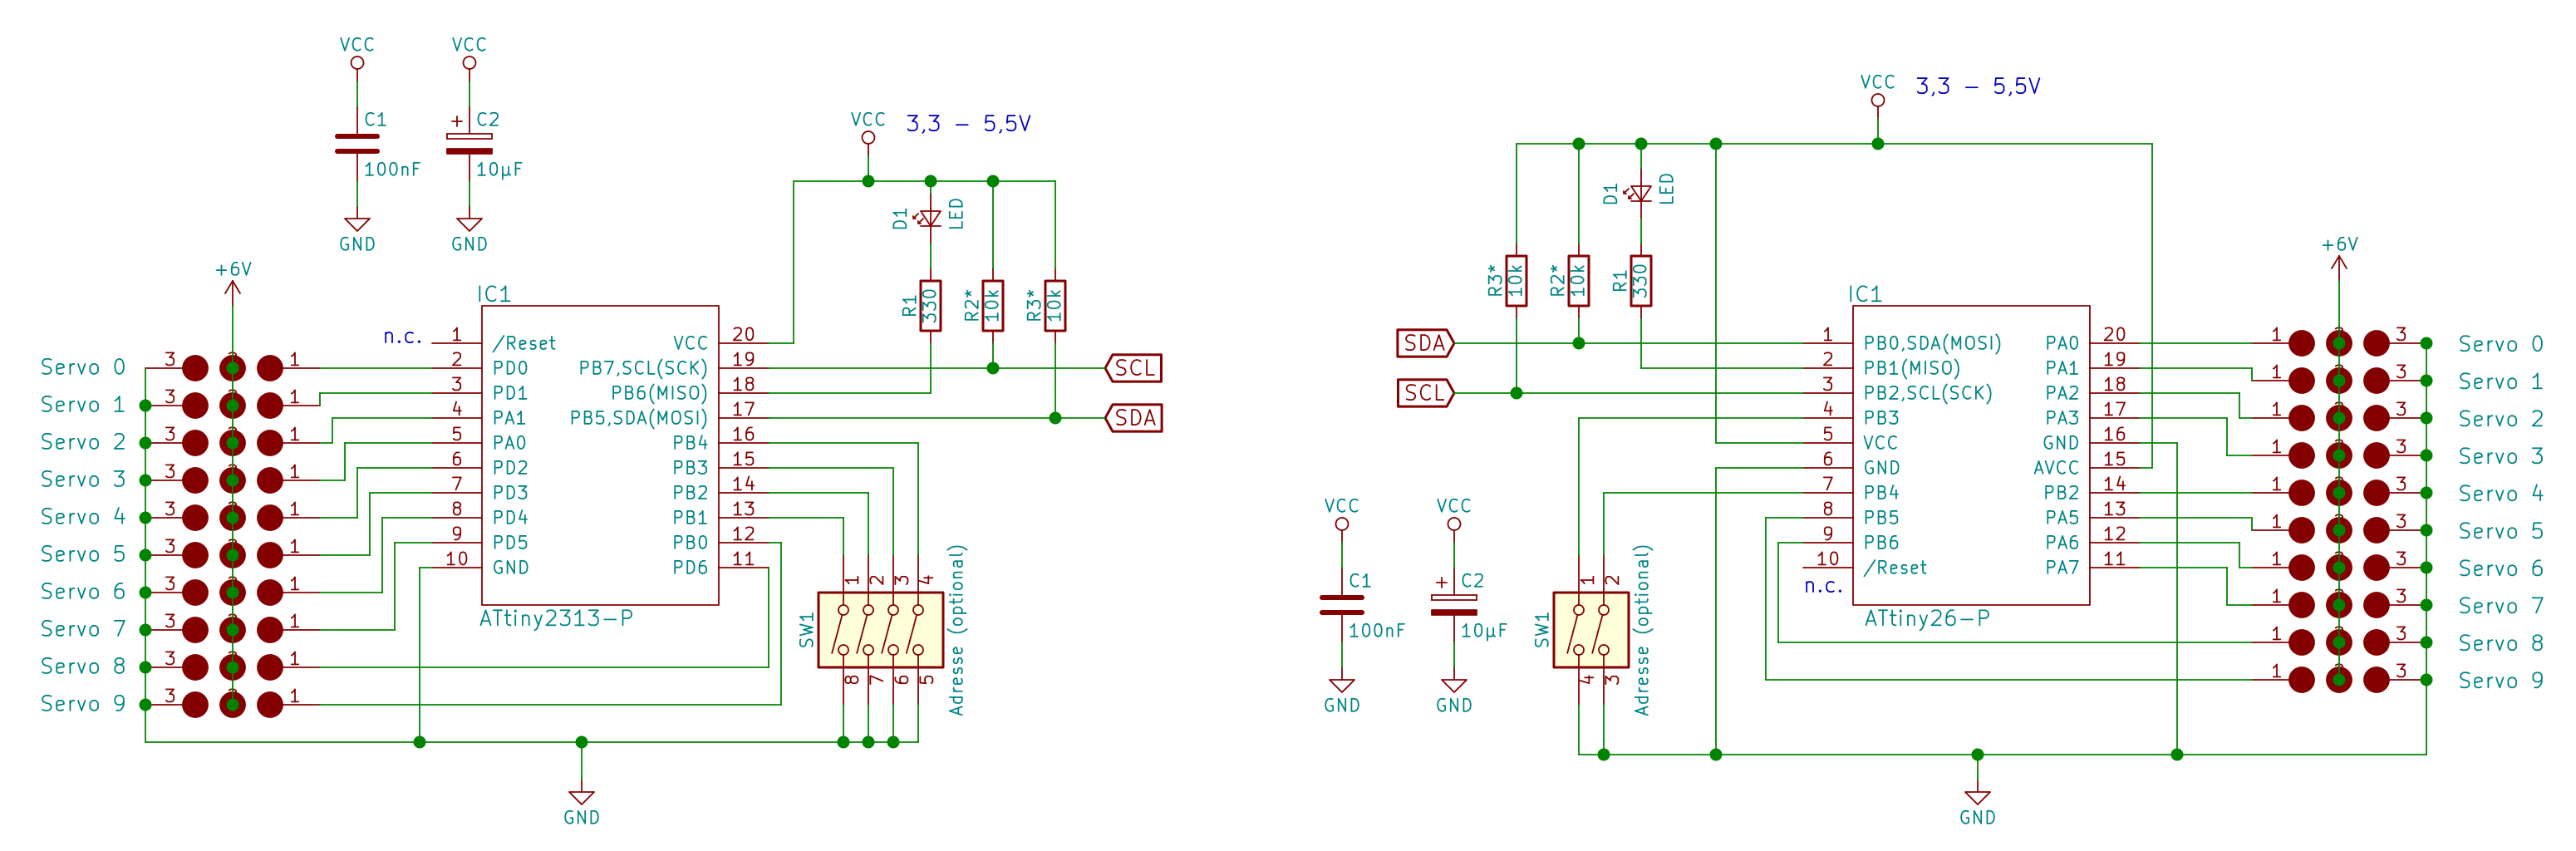 VCC
C1
100nF
GND
VCC
+
C2
10µF
GND
VCC
3,3 – 5,5V
D1
LED
R1
330
R2*
10k
R3*
10k
SCL
SDA
+6V
IC1
ATtiny2313-P
n.c.
1 /Reset
2 PD0
3 PD1
4 PA1
5 PA0
6 PD2
7 PD3
8 PD4
9 PD5
10 GND
VCC 20
PB7,SCL(SCK) 19
PB6(MISO) 18
PB5,SDA(MOSI) 17
PB4 16
PB3 15
PB2 14
PB1 13
PB0 12
PD6 11
Servo 0 3 1
Servo 1 3 1
Servo 2 3 1
Servo 3 3 1
Servo 4 3 1
Servo 5 3 1
Servo 6 3 1
Servo 7 3 1
Servo 8 3 1
Servo 9 3 1
SW1
1 2 3 4
8 7 6 5
Adresse (optional)
GND
VCC
3,3 – 5,5V
D1
LED
R3*
10k
R2*
10k
R1
330
SDA
SCL
IC1
ATtiny26-P
1 PB0,SDA(MOSI)
2 PB1(MISO)
3 PB2,SCL(SCK)
4 PB3
5 VCC
6 GND
7 PB4
8 PB5
9 PB6
10 /Reset
n.c.
PA0 20
PA1 19
PA2 18
PA3 17
GND 16
AVCC 15
PB2 14
PA5 13
PA6 12
PA7 11
+6V
1 3 Servo 0
1 3 Servo 1
1 3 Servo 2
1 3 Servo 3
1 3 Servo 4
1 3 Servo 5
1 3 Servo 6
1 3 Servo 7
1 3 Servo 8
1 3 Servo 9
VCC
C1
100nF
GND
VCC
+
C2
10µF
GND
SW1
1 2
4 3
Adresse (optional)
GND